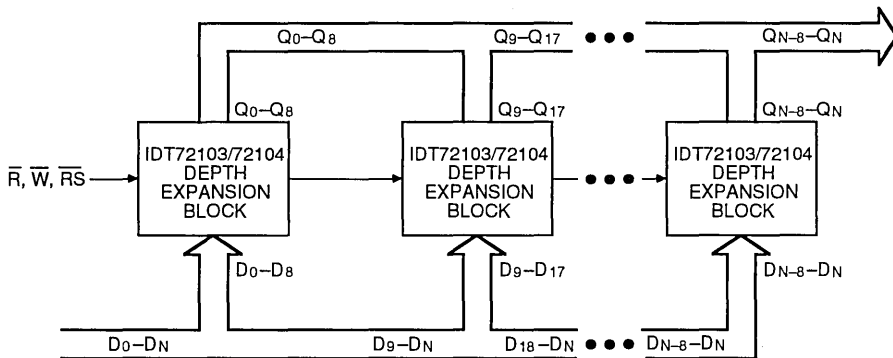 Q0–Q8 Q9–Q17 ●●● QN–8–QN
Q0–Q8 Q9–Q17 QN–8–QN
IDT72103/72104 IDT72103/72104 IDT72103/72104
DEPTH DEPTH DEPTH
R̅, W̅, R̅S̅ EXPANSION EXPANSION ●●● EXPANSION
BLOCK BLOCK BLOCK
D0–D8 D9–D17 DN–8–DN
D0–DN D9–DN D18–DN ●●● DN–8–DN